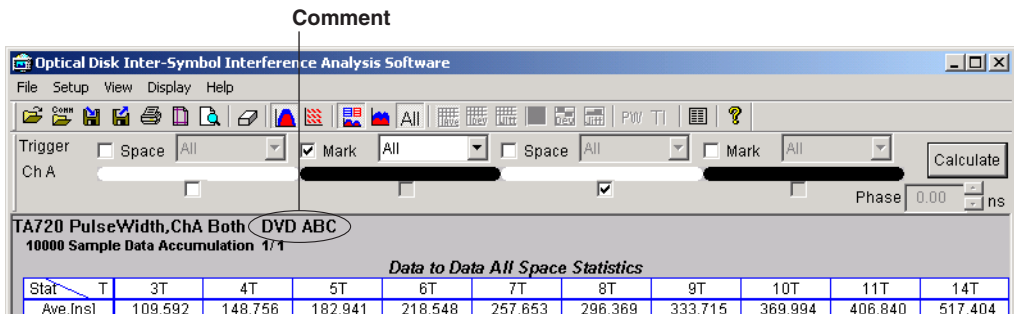 Comment
Optical Disk Inter-Symbol Interference Analysis Software
File Setup View Display Help
All PW TI
Trigger Space All Mark All Space All Mark All Calculate
Ch A
Phase 0.00 ns
TA720 PulseWidth,ChA Both DVD ABC
10000 Sample Data Accumulation 1/1
Data to Data All Space Statistics
Stat T 3T 4T 5T 6T 7T 8T 9T 10T 11T 14T
Ave.[ns] 109.592 148.756 182.941 218.548 257.653 296.369 333.715 369.994 406.840 517.404